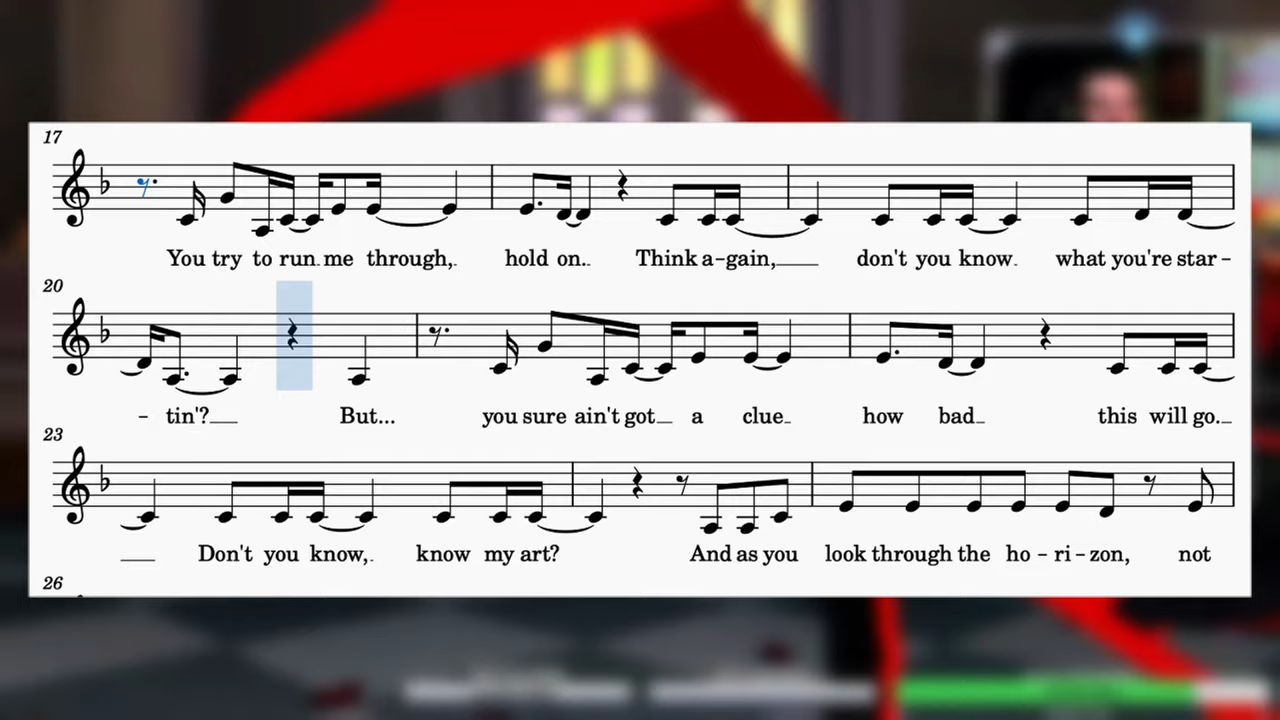 17
You try to run me through, hold on. Think a-gain, don't you know what you're star-
20
- tin'? But... you sure ain't got a clue how bad this will go.
23
Don't you know, know my art? And as you look through the ho - ri - zon, not
26